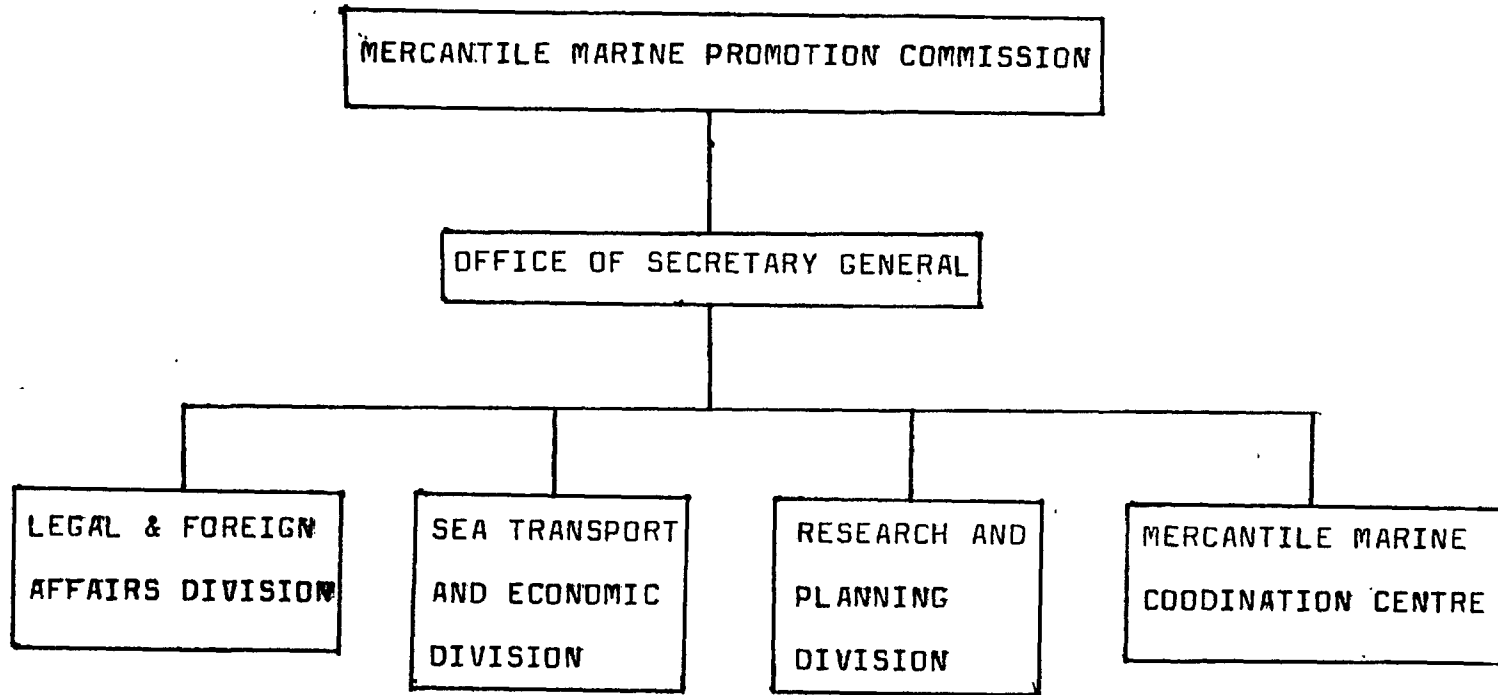 MERCANTILE MARINE PROMOTION COMMISSION
OFFICE OF SECRETARY GENERAL
LEGAL & FOREIGN
AFFAIRS DIVISION
SEA TRANSPORT
AND ECONOMIC
DIVISION
RESEARCH AND
PLANNING
DIVISION
MERCANTILE MARINE
COODINATION CENTRE